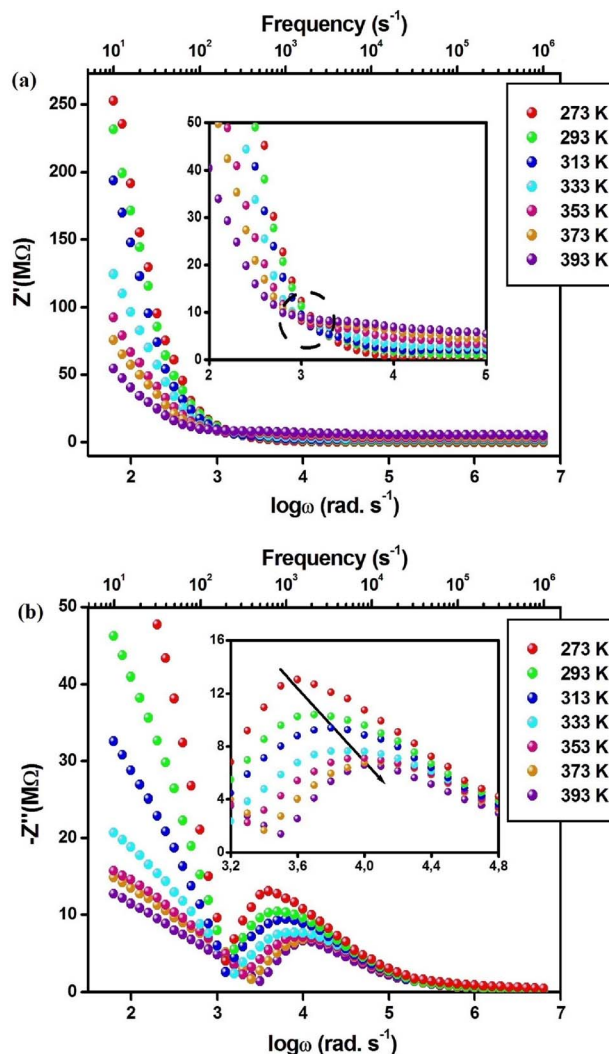 Frequency (s⁻¹)
10¹ 10² 10³ 10⁴ 10⁵ 10⁶
(a)
250
200
150
100
50
0
Z'(MΩ)
50
40
30
20
10
0
2 3 4 5
273 K
293 K
313 K
333 K
353 K
373 K
393 K
2 3 4 5 6 7
logω (rad. s⁻¹)
Frequency (s⁻¹)
10¹ 10² 10³ 10⁴ 10⁵ 10⁶
(b)
50
40
30
20
10
0
-Z''(MΩ)
16
12
8
4
0
3,2 3,6 4,0 4,4 4,8
273 K
293 K
313 K
333 K
353 K
373 K
393 K
2 3 4 5 6 7
logω (rad. s⁻¹)